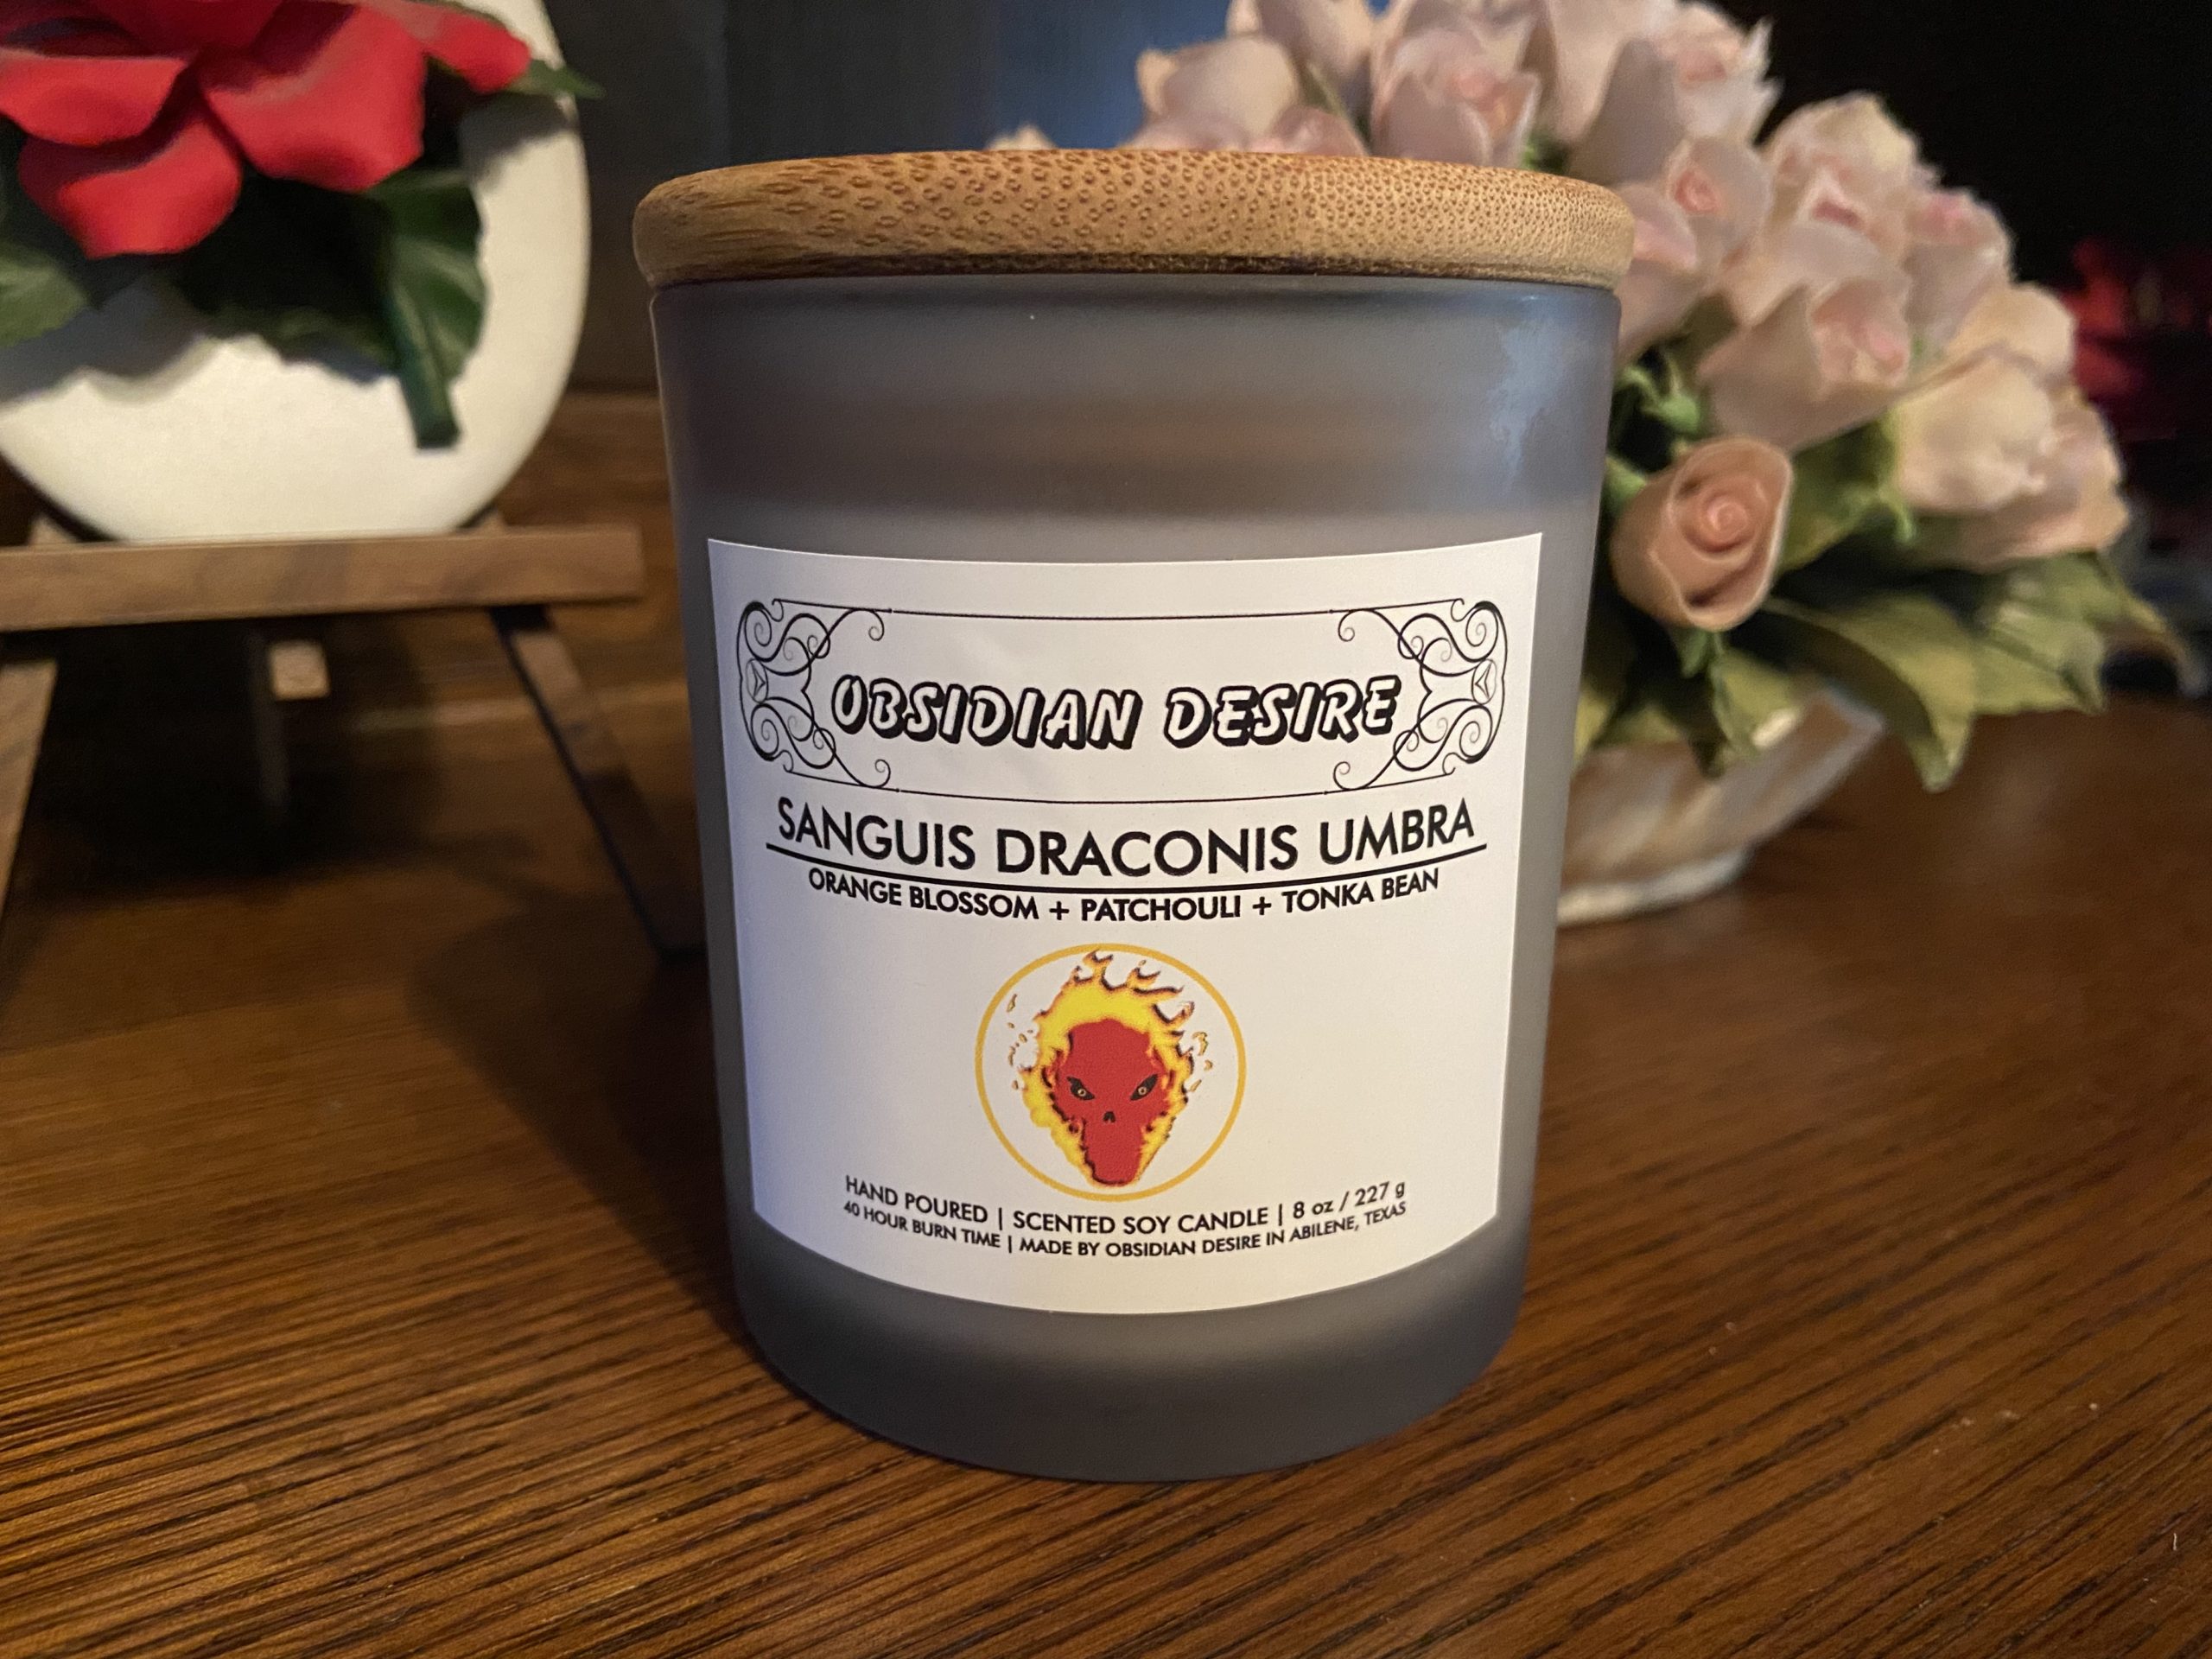 OBSIDIAN DESIRE
SANGUIS DRACONIS UMBRA
ORANGE BLOSSOM + PATCHOULI + TONKA BEAN
HAND POURED | SCENTED SOY CANDLE | 8 oz / 227 g
40 HOUR BURN TIME | MADE BY OBSIDIAN DESIRE IN ABILENE, TEXAS